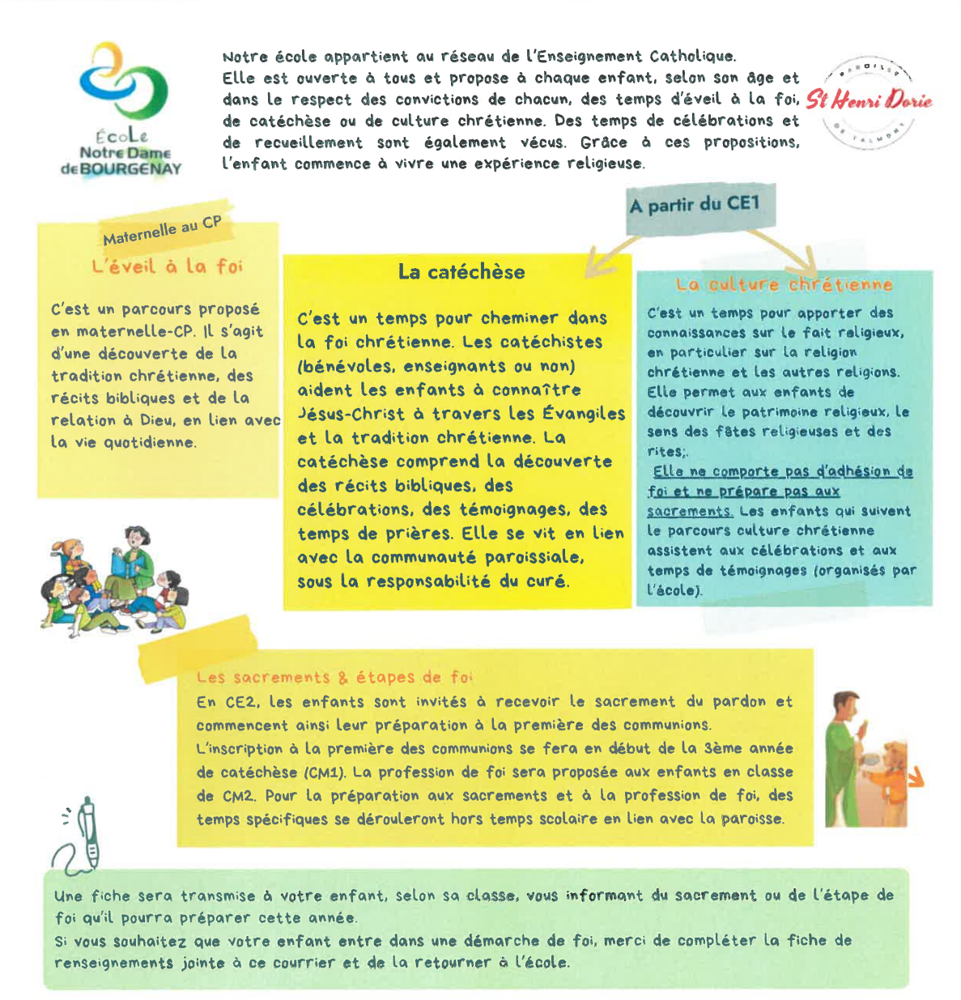 École
Notre Dame
de BOURGENAY
Notre école appartient au réseau de l'Enseignement Catholique.
Elle est ouverte à tous et propose à chaque enfant, selon son âge et
dans le respect des convictions de chacun, des temps d'éveil à la foi,
de catéchèse ou de culture chrétienne. Des temps de célébrations et
de recueillement sont également vécus. Grâce à ces propositions,
l'enfant commence à vivre une expérience religieuse.
PAROISSE
St Henri Dorie
DE TALMONT
Maternelle au CP
L'éveil à la foi
C'est un parcours proposé
en maternelle-CP. Il s'agit
d'une découverte de la
tradition chrétienne, des
récits bibliques et de la
relation à Dieu, en lien avec
la vie quotidienne.
A partir du CE1
La catéchèse
C'est un temps pour cheminer dans
la foi chrétienne. Les catéchistes
(bénévoles, enseignants ou non)
aident les enfants à connaître
Jésus-Christ à travers les Évangiles
et la tradition chrétienne. La
catéchèse comprend la découverte
des récits bibliques, des
célébrations, des témoignages, des
temps de prières. Elle se vit en lien
avec la communauté paroissiale,
sous la responsabilité du curé.
La culture chrétienne
C'est un temps pour apporter des
connaissances sur le fait religieux,
en particulier sur la religion
chrétienne et les autres religions.
Elle permet aux enfants de
découvrir le patrimoine religieux, le
sens des fêtes religieuses et des
rites;.
Elle ne comporte pas d'adhésion de
foi et ne prépare pas aux
sacrements. Les enfants qui suivent
le parcours culture chrétienne
assistent aux célébrations et aux
temps de témoignages (organisés par
l'école).
Les sacrements & étapes de foi
En CE2, les enfants sont invités à recevoir le sacrement du pardon et
commencent ainsi leur préparation à la première des communions.
L'inscription à la première des communions se fera en début de la 3ème année
de catéchèse (CM1). La profession de foi sera proposée aux enfants en classe
de CM2. Pour la préparation aux sacrements et à la profession de foi, des
temps spécifiques se dérouleront hors temps scolaire en lien avec la paroisse.
Une fiche sera transmise à votre enfant, selon sa classe, vous informant du sacrement ou de l'étape de
foi qu'il pourra préparer cette année.
Si vous souhaitez que votre enfant entre dans une démarche de foi, merci de compléter la fiche de
renseignements jointe à ce courrier et de la retourner à l'école.